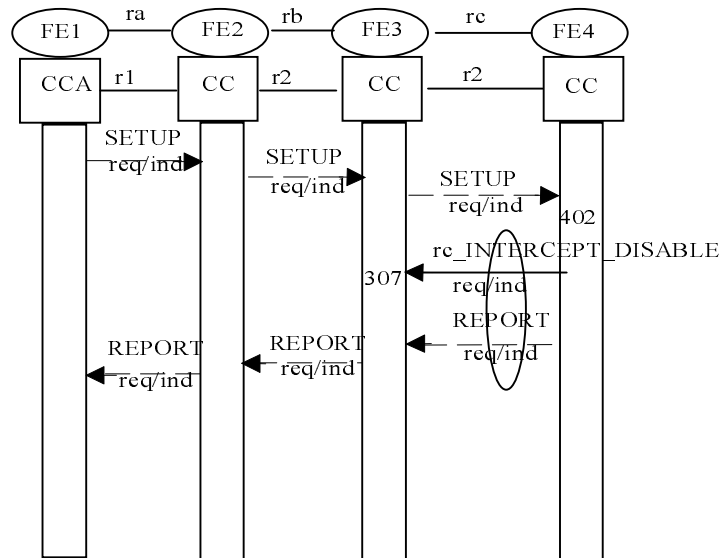 ra rb rc
FE1 FE2 FE3 FE4
CCA r1 CC r2 CC r2 CC
SETUP
req/ind
SETUP
req/ind
SETUP
req/ind
402
rc_INTERCEPT_DISABLE
307
req/ind
REPORT
req/ind
REPORT
req/ind
REPORT
req/ind